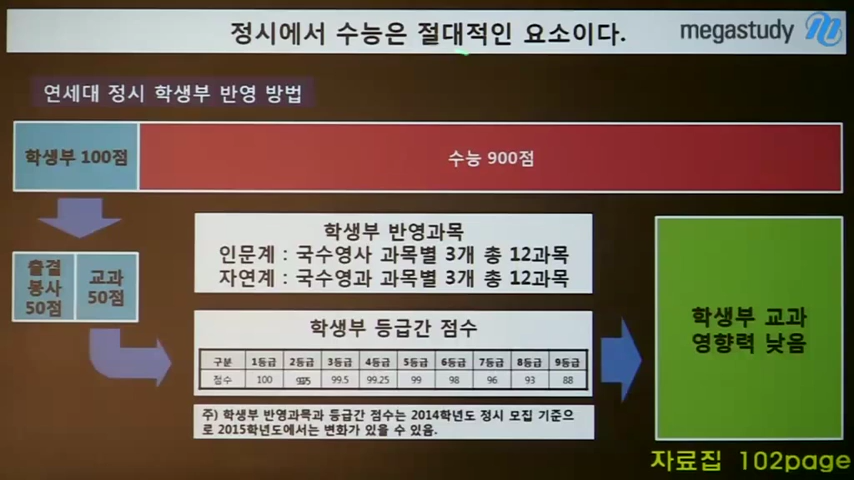 정시에서 수능은 절대적인 요소이다.
megastudy
연세대 정시 학생부 반영 방법
학생부 100점
수능 900점
출결
봉사
50점
교과
50점
학생부 반영과목
인문계 : 국수영사 과목별 3개 총 12과목
자연계 : 국수영과 과목별 3개 총 12과목
학생부 등급간 점수
구분 1등급 2등급 3등급 4등급 5등급 6등급 7등급 8등급 9등급
점수 100 99.5 99.25 99 98 96 93 88
주) 학생부 반영과목과 등급간 점수는 2014학년도 정시 모집 기준으
로 2015학년도에서는 변화가 있을 수 있음.
학생부 교과
영향력 낮음
자료집 102page